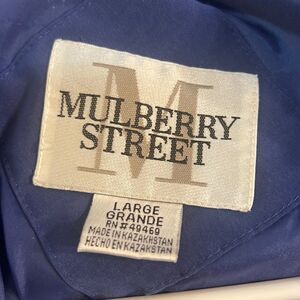 M
MULBERRY
STREET
LARGE
GRANDE
RN #49469
MADE IN KAZAKHSTAN
HECHO EN KAZAKHSTAN